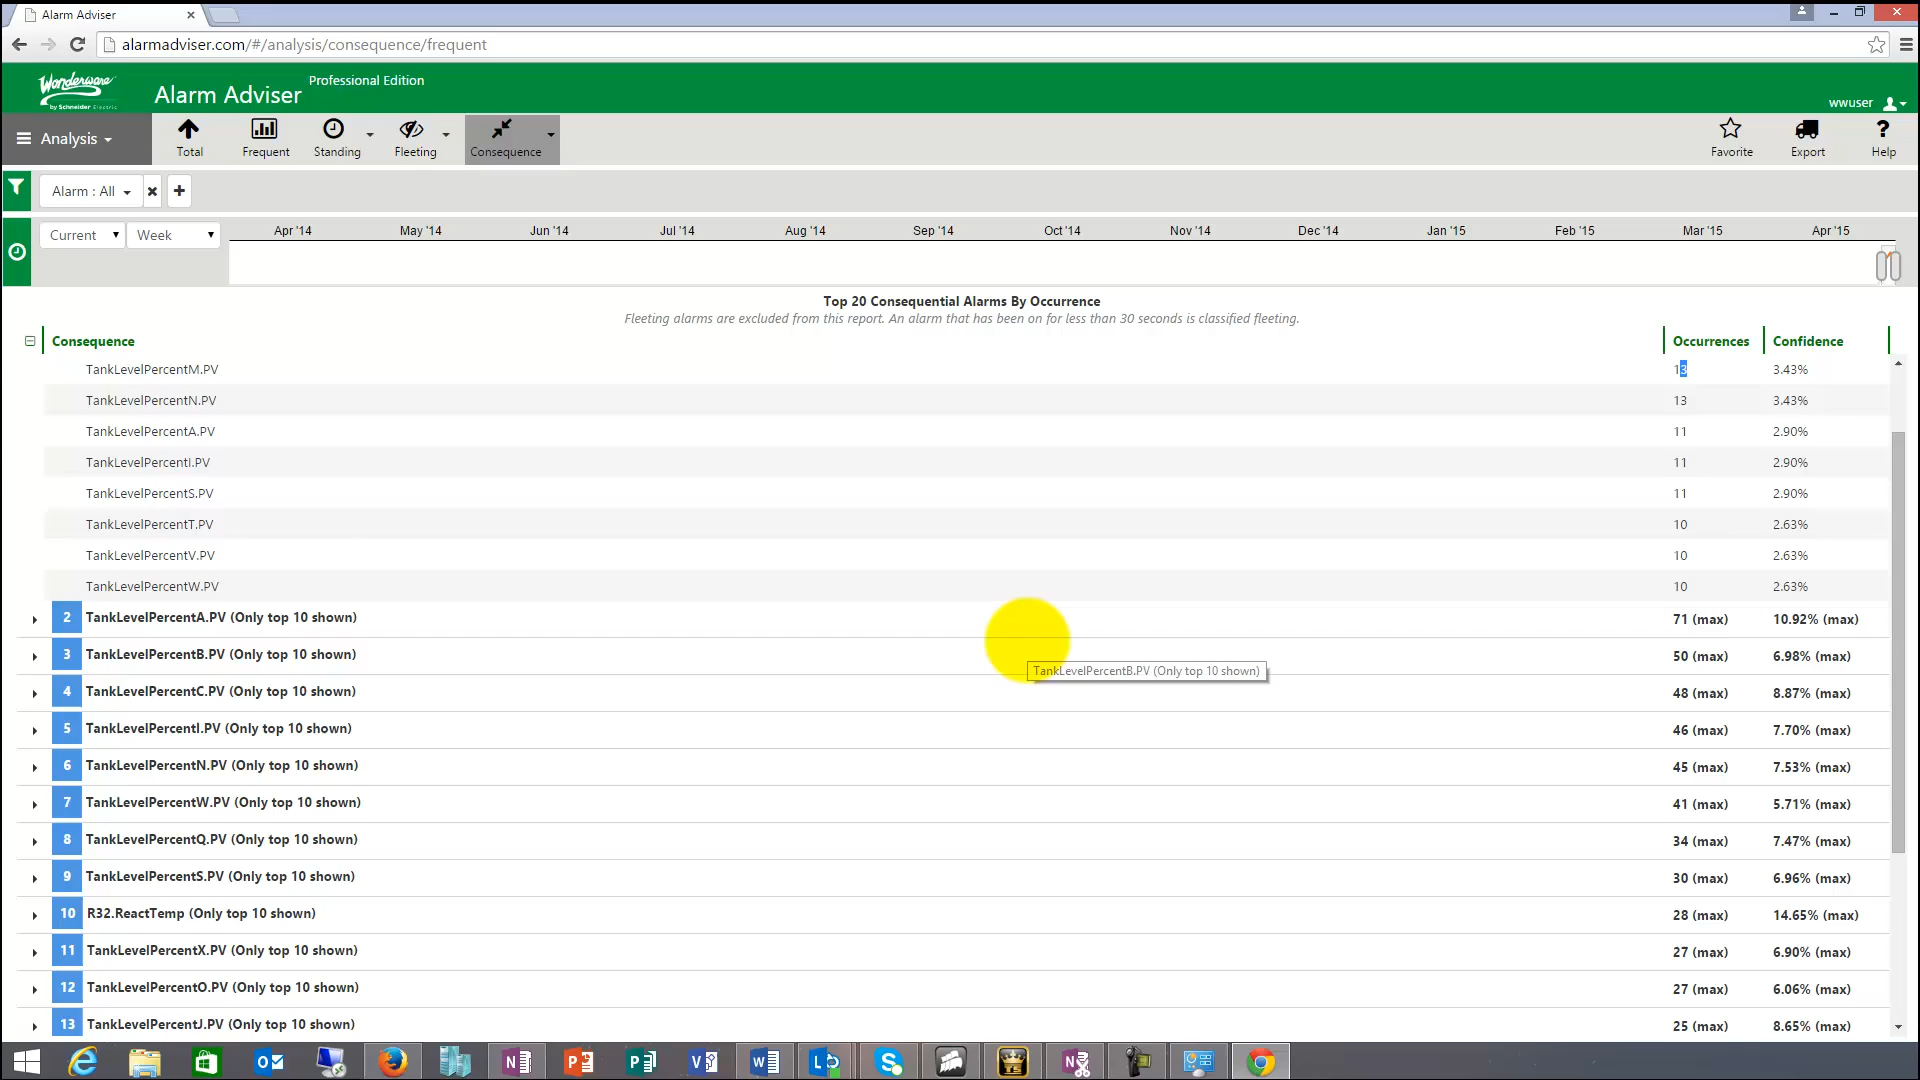 Alarm Adviser
alarmadviser.com/#/analysis/consequence/frequent
Wonderware
by Schneider Electric
Alarm Adviser
Professional Edition
wwuser
Analysis
Total
Frequent
Standing
Fleeting
Consequence
Favorite
Export
Help
Alarm : All
Current
Week
Apr '14 May '14 Jun '14 Jul '14 Aug '14 Sep '14 Oct '14 Nov '14 Dec '14 Jan '15 Feb '15 Mar '15 Apr '15
Top 20 Consequential Alarms By Occurrence
Fleeting alarms are excluded from this report. An alarm that has been on for less than 30 seconds is classified fleeting.
Consequence Occurrences Confidence
TankLevelPercentM.PV 13 3.43%
TankLevelPercentN.PV 13 3.43%
TankLevelPercentA.PV 11 2.90%
TankLevelPercentI.PV 11 2.90%
TankLevelPercentS.PV 11 2.90%
TankLevelPercentT.PV 10 2.63%
TankLevelPercentV.PV 10 2.63%
TankLevelPercentW.PV 10 2.63%
2 TankLevelPercentA.PV (Only top 10 shown) 71 (max) 10.92% (max)
3 TankLevelPercentB.PV (Only top 10 shown) 50 (max) 6.98% (max)
TankLevelPercentB.PV (Only top 10 shown)
4 TankLevelPercentC.PV (Only top 10 shown) 48 (max) 8.87% (max)
5 TankLevelPercentI.PV (Only top 10 shown) 46 (max) 7.70% (max)
6 TankLevelPercentN.PV (Only top 10 shown) 45 (max) 7.53% (max)
7 TankLevelPercentW.PV (Only top 10 shown) 41 (max) 5.71% (max)
8 TankLevelPercentQ.PV (Only top 10 shown) 34 (max) 7.47% (max)
9 TankLevelPercentS.PV (Only top 10 shown) 30 (max) 6.96% (max)
10 R32.ReactTemp (Only top 10 shown) 28 (max) 14.65% (max)
11 TankLevelPercentX.PV (Only top 10 shown) 27 (max) 6.90% (max)
12 TankLevelPercentO.PV (Only top 10 shown) 27 (max) 6.06% (max)
13 TankLevelPercentJ.PV (Only top 10 shown) 25 (max) 8.65% (max)